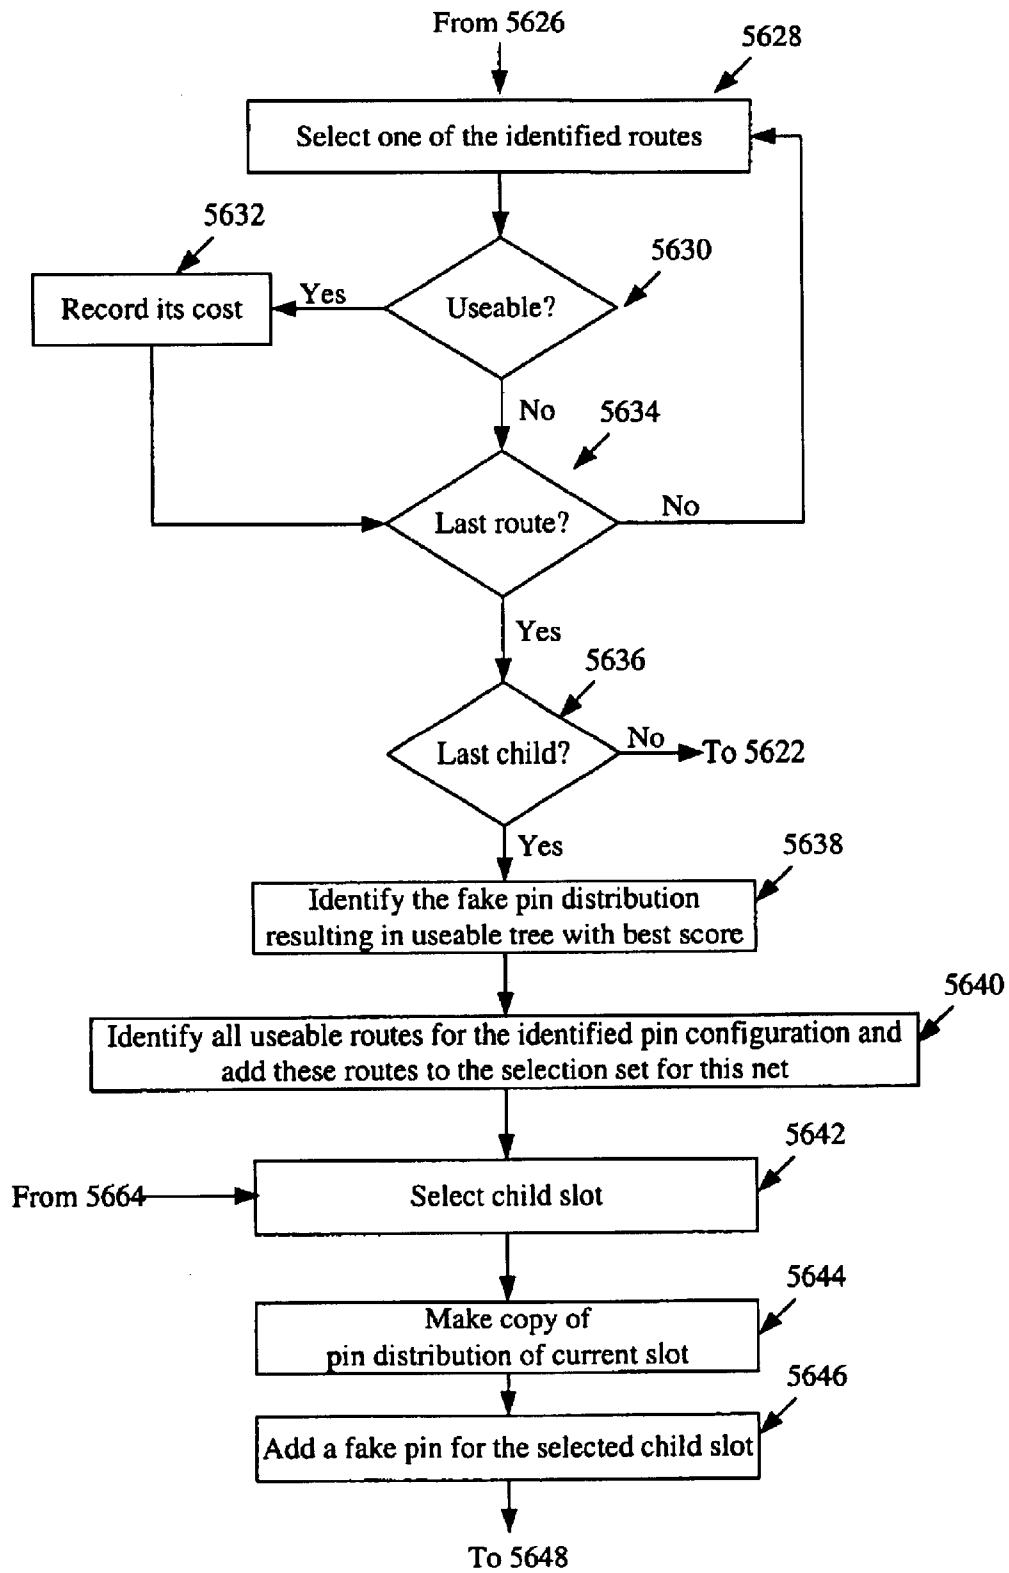 From 5626
5628
Select one of the identified routes
5632
5630
Record its cost
Yes
Useable?
No
5634
Last route?
No
Yes
5636
Last child?
No
To 5622
Yes
5638
Identify the fake pin distribution
resulting in useable tree with best score
5640
Identify all useable routes for the identified pin configuration and
add these routes to the selection set for this net
5642
From 5664
Select child slot
5644
Make copy of
pin distribution of current slot
5646
Add a fake pin for the selected child slot
To 5648